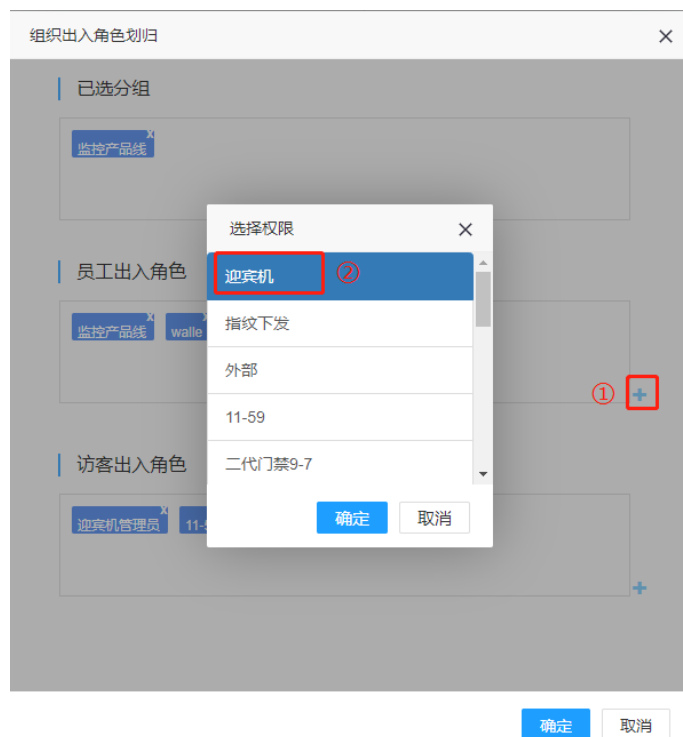 组织出入角色划归
已选分组
监控产品线
选择权限
迎宾机 ②
员工出入角色
监控产品线 walle
指纹下发
外部
① +
11-59
二代门禁9-7
访客出入角色
迎宾机管理员 11-5
确定 取消
+
确定 取消